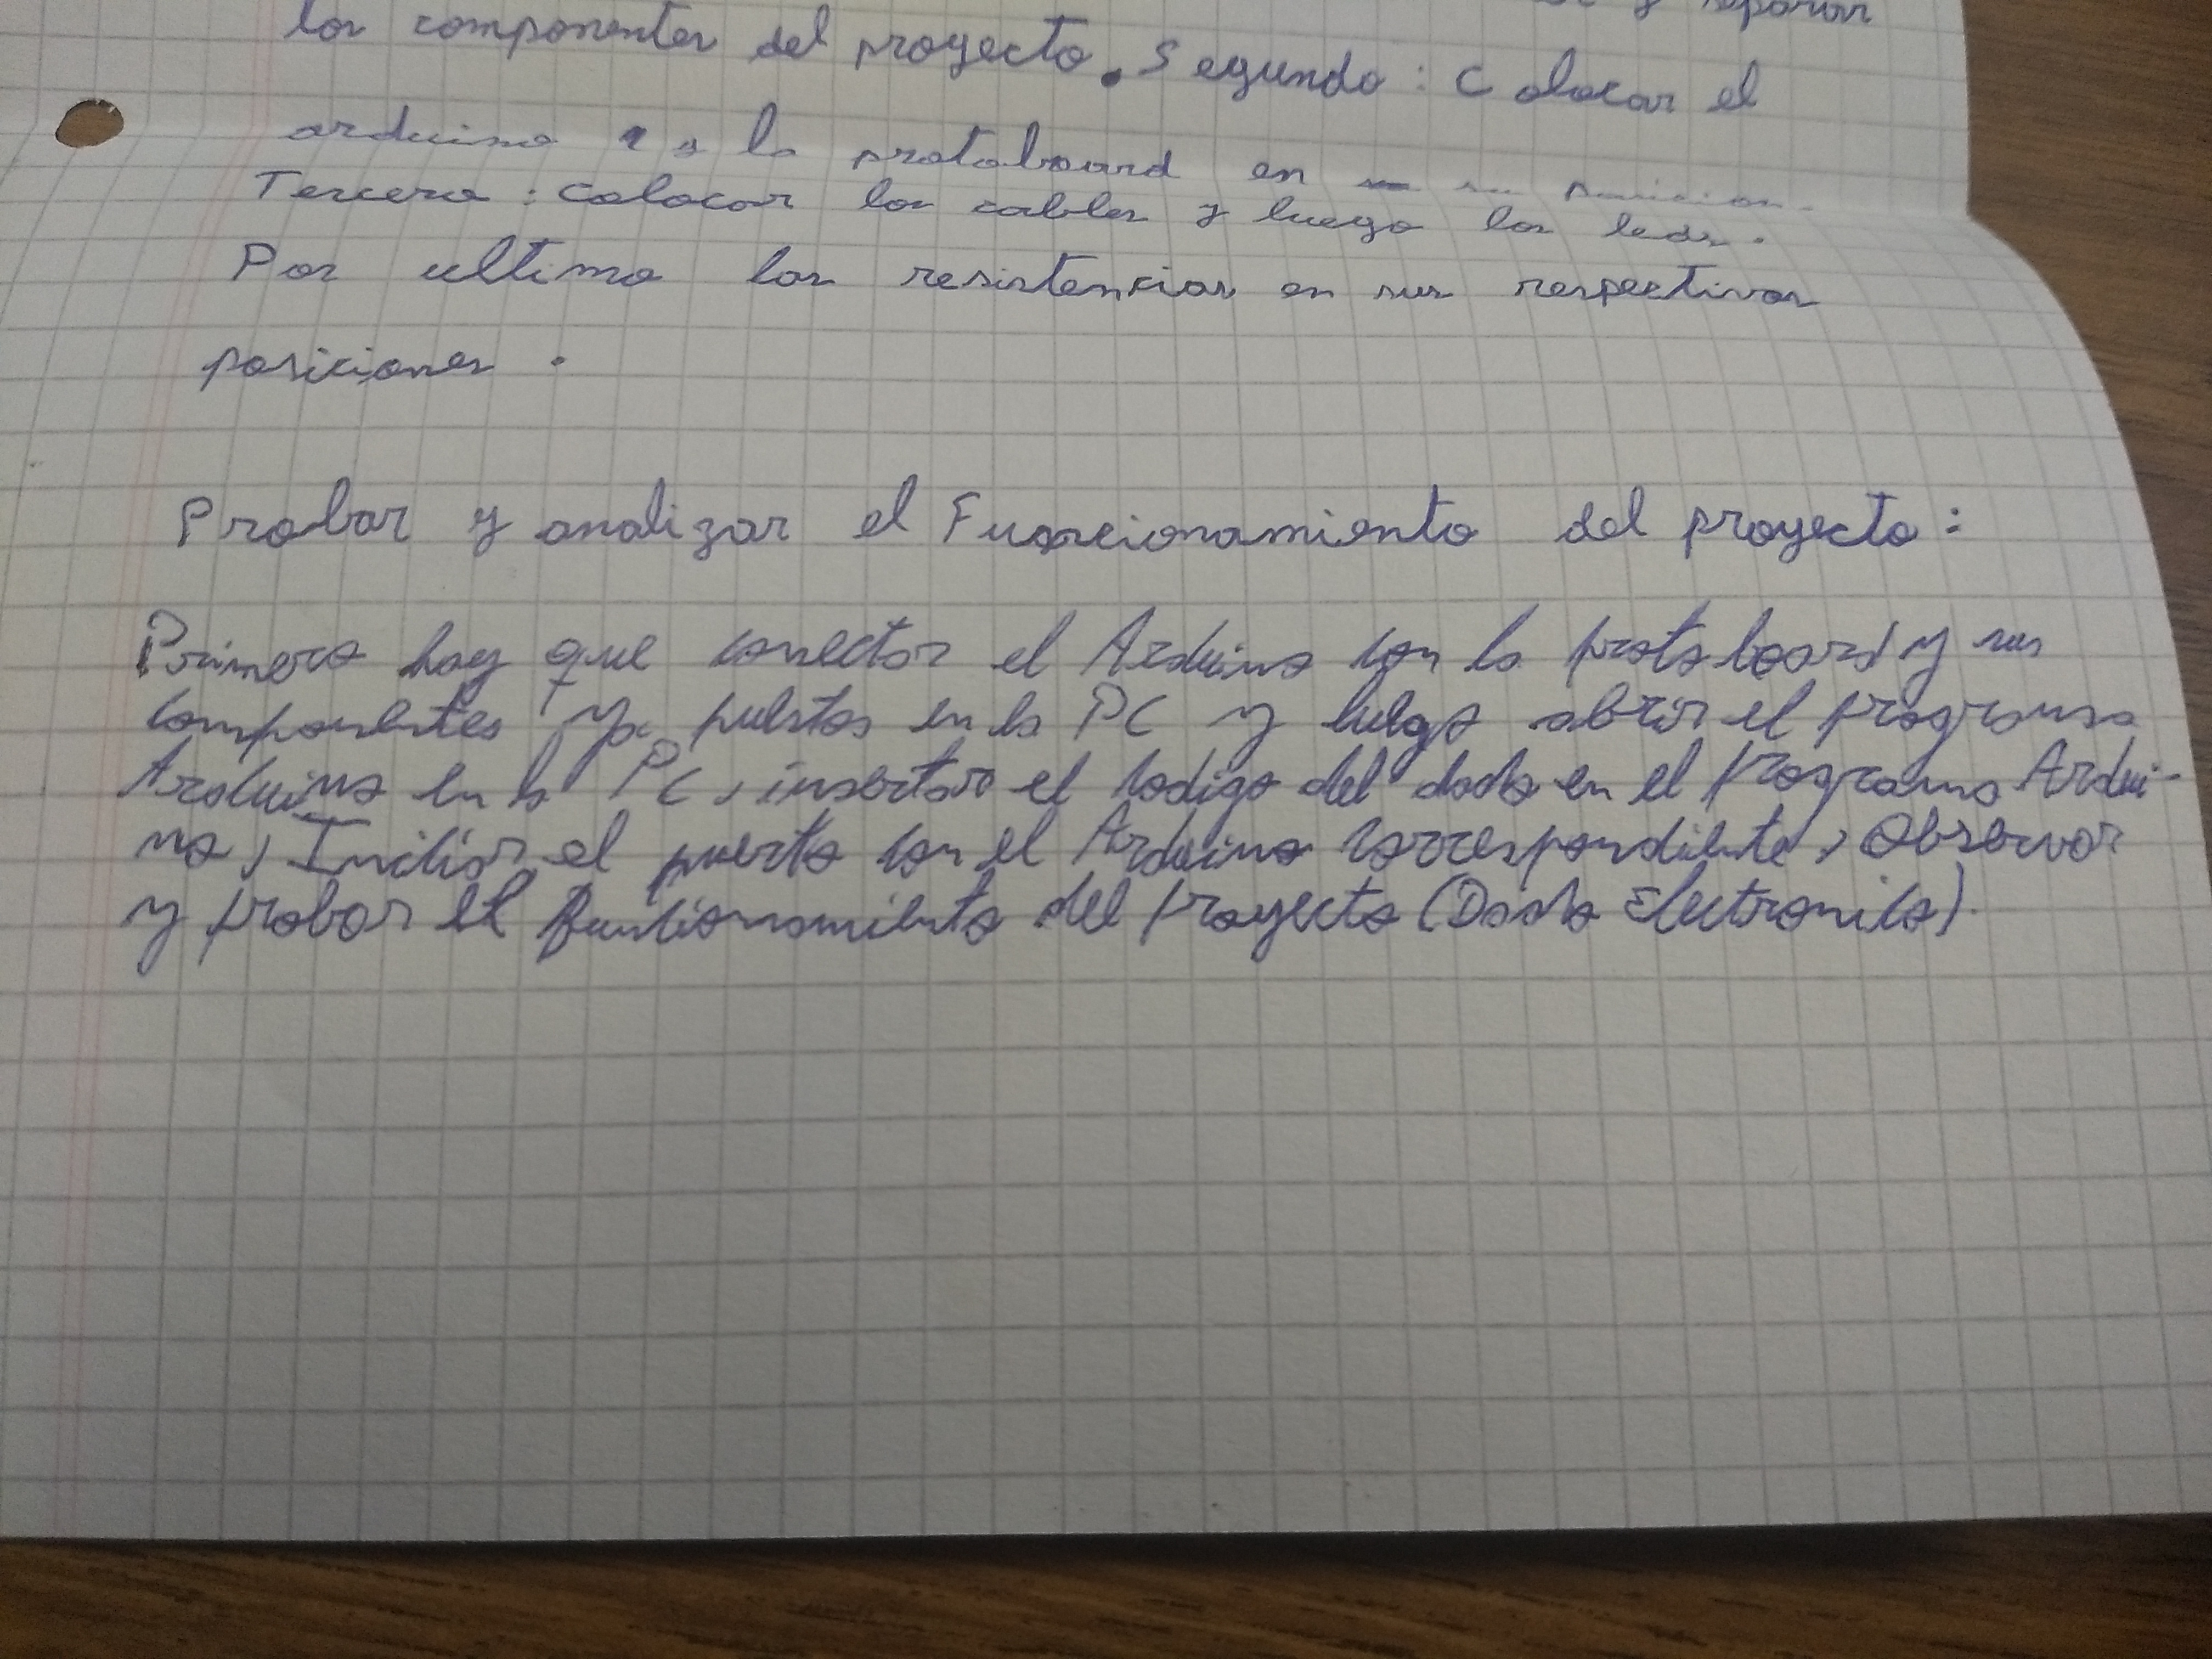 y separar
los componentes del proyecto. Segundo: Colocar el
arduino y la protoboard en su posicion.
Tercero: colocar los cables y luego los leds.
Por ultimo las resistencias en sus respectivas
posiciones.
Probar y analizar el Funcionamiento del proyecto:
Primero hay que conectar el Arduino con la protoboard y sus
componentes ya puestos en la PC y luego abrir el programa
Arduino en la PC, insertar el codigo del dado en el programa Ardui-
no, Iniciar el puerto con el Arduino correspondiente, Observar
y probar el funcionamiento del proyecto (Dado Electronico).